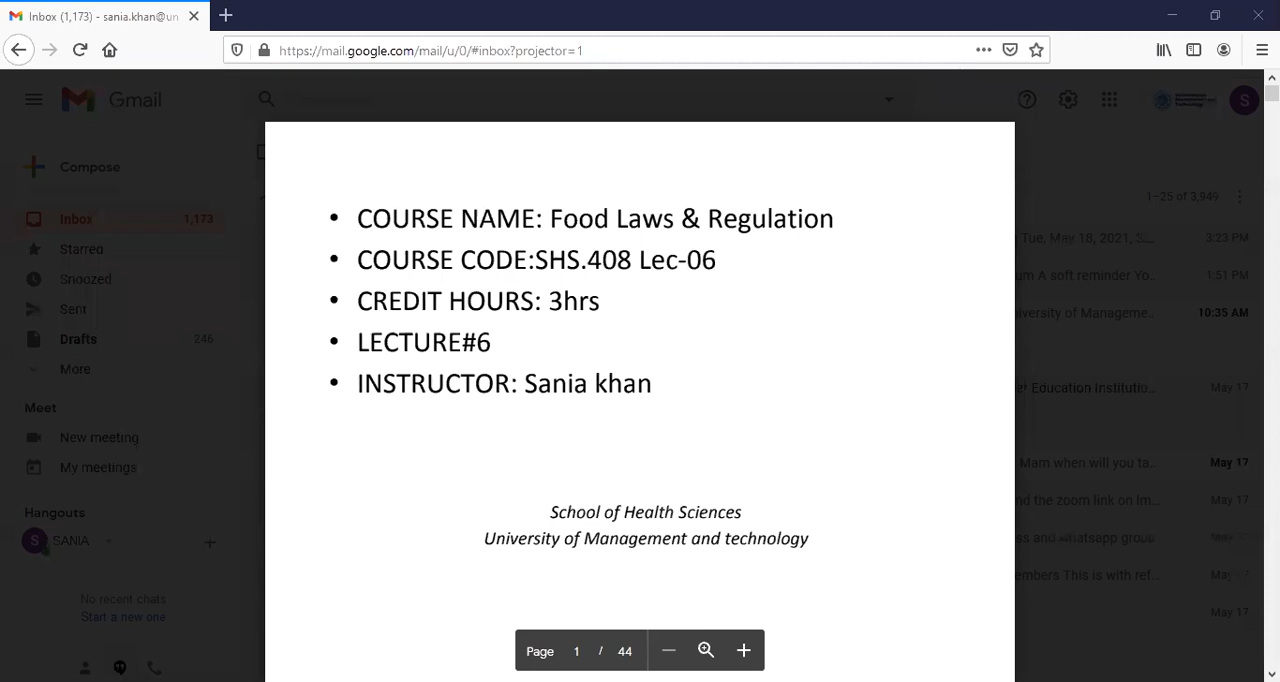 Inbox (1,173) - sania.khan@un
https://mail.google.com/mail/u/0/#inbox?projector=1
Gmail
S
Compose
1–25 of 3,949
Inbox 1,173
Starred
Tue, May 18, 2021, 3:23 PM
Snoozed
A soft reminder Yo... 1:51 PM
Sent
of Manageme... 10:35 AM
Drafts 246
More
Education Institutio... May 17
Meet
New meeting
My meetings
Mam when will you ta... May 17
nd the zoom link on May 17
Hangouts
S SANIA
ss and whatsapp group
embers This is with ref...
No recent chats
Start a new one
May 17
• COURSE NAME: Food Laws & Regulation
• COURSE CODE:SHS.408 Lec-06
• CREDIT HOURS: 3hrs
• LECTURE#6
• INSTRUCTOR: Sania khan
School of Health Sciences
University of Management and technology
Page 1 / 44